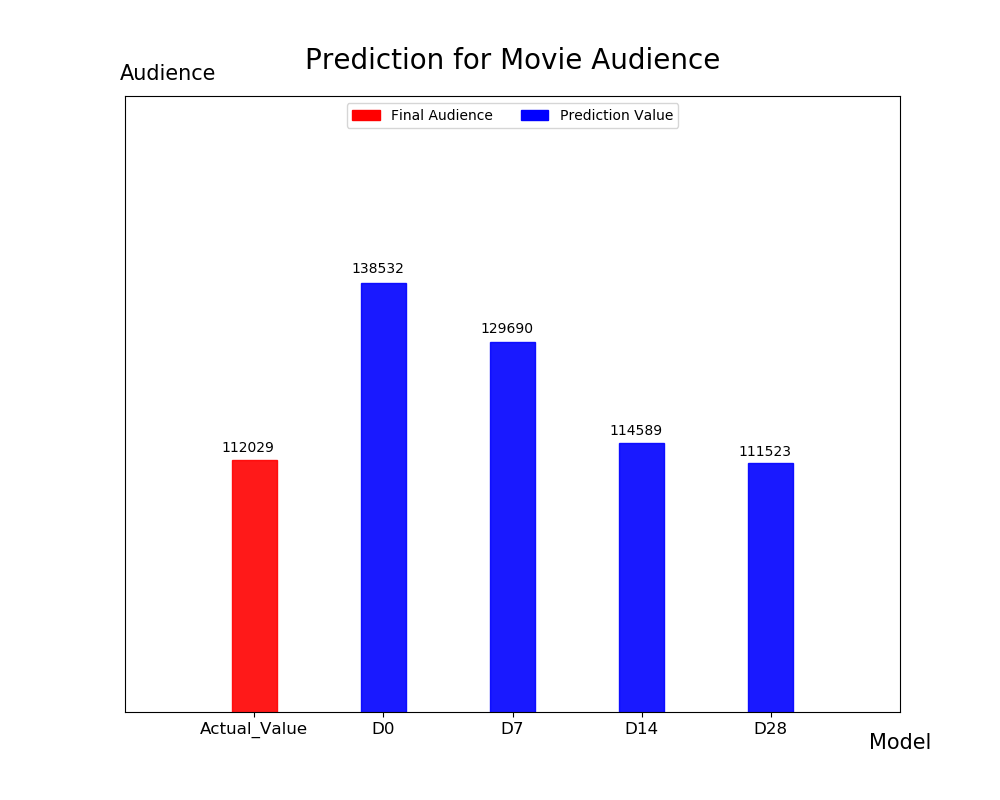 Prediction for Movie Audience
Audience
Final Audience Prediction Value
138532
129690
114589
112029
111523
Actual_Value D0 D7 D14 D28
Model